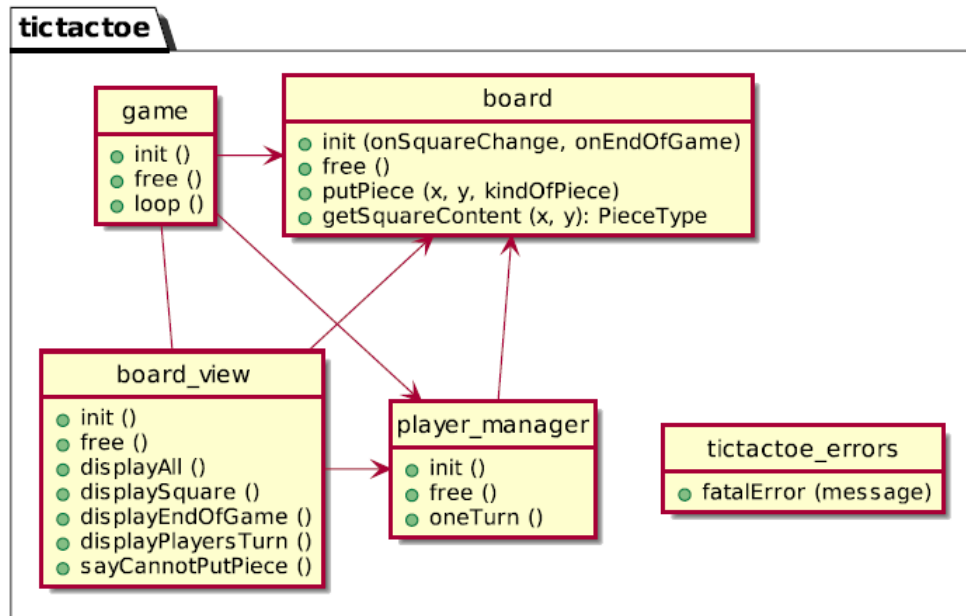 tictactoe
game
init ()
free ()
loop ()
board
init (onSquareChange, onEndOfGame)
free ()
putPiece (x, y, kindOfPiece)
getSquareContent (x, y): PieceType
board_view
init ()
free ()
displayAll ()
displaySquare ()
displayEndOfGame ()
displayPlayersTurn ()
sayCannotPutPiece ()
player_manager
init ()
free ()
oneTurn ()
tictactoe_errors
fatalError (message)